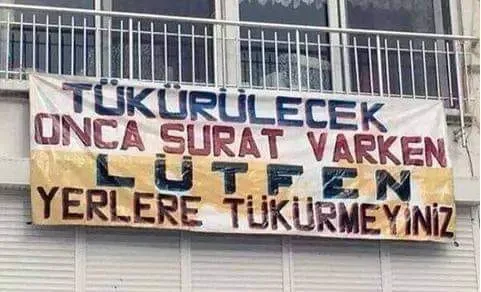 TÜKÜRÜLECEK
ONCA SURAT VARKEN
LÜTFEN
YERLERE TÜKÜRMEYİNİZ